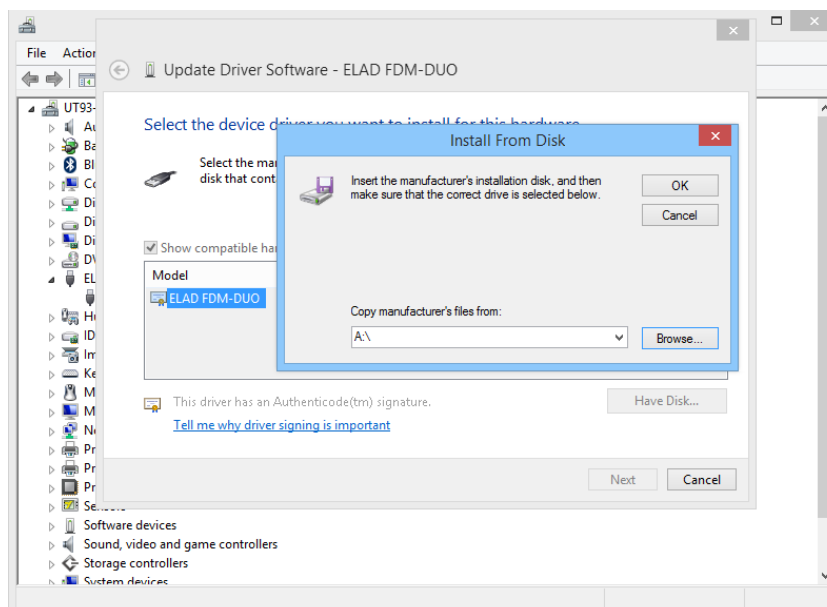 File Action
Update Driver Software - ELAD FDM-DUO
UT93-
Select the device driver you want to install for this hardware.
Install From Disk
Select the
disk that
Insert the manufacturer's installation disk, and then
make sure that the correct drive is selected below.
OK
Cancel
Show compatible
Model
ELAD FDM-DUO
Copy manufacturer's files from:
A:\
Browse...
This driver has an Authenticode(tm) signature.
Have Disk...
Tell me why driver signing is important
Next
Cancel
Au
Ba
Bl
Co
Di
Di
Di
DV
EL
Hu
ID
Im
Ke
M
M
Ne
Pr
Pr
Pr
Sensors
Software devices
Sound, video and game controllers
Storage controllers
System devices